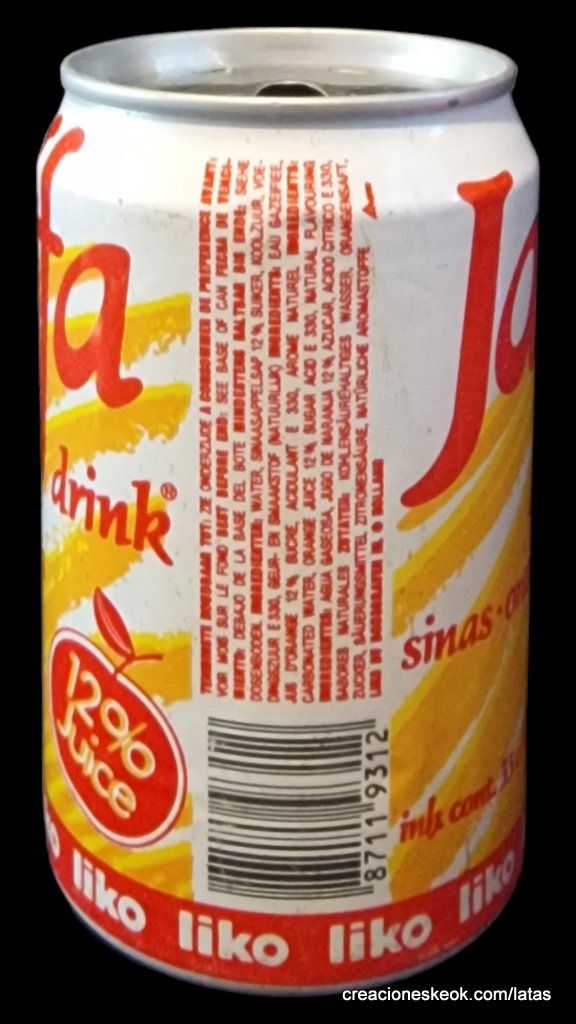 fa
drink®
12%
Juice
TENMINSTE HOUDBAAR TOT: ZIE ONDERZIJDE À CONSOMMER DE PREFERENCE AVANT:
VOIR MOIS SUR LE FOND BEST BEFORE END: SEE BASE OF CAN FECHA DE
DEBAJO DE LA BASE DEL BOTE MINDESTENS HALTBAR BIS ENDE: SIEHE
DOSENBODEN. INGREDIENTEN: WATER, SINAASAPPELSAP 12 %, SUIKER, KOOLZUUR, VOE-
DINGSZUUR E 330, GEUR- EN SMAAKSTOF (NATUURLIJK) INGREDIENTS: EAU GAZEIFIEE,
JUS D'ORANGE 12 %, SUCRE, ACIDULANT E 330, AROME NATUREL INGREDIENTS:
CARBONATED WATER, ORANGE JUICE 12 %, SUGAR ACID E 330, NATURAL FLAVOURING
AGUA GASEOSA, JUGO DE NARANJA 12 % AZUCAR, ACIDO CITRICO E 330,
SABORES NATURALES ZUTATEN: KOHLENSÄUREHALTIGES WASSER, ORANGENSAFT,
ZUCKER, SÄUERUNGSMITTEL ZITRONENSÄURE, NATÜRLICHE AROMASTOFFE
HOLLAND
8711 9312
Ja
sinas
inh. cont. 33
liko liko liko liko
creacioneskeok.com/latas